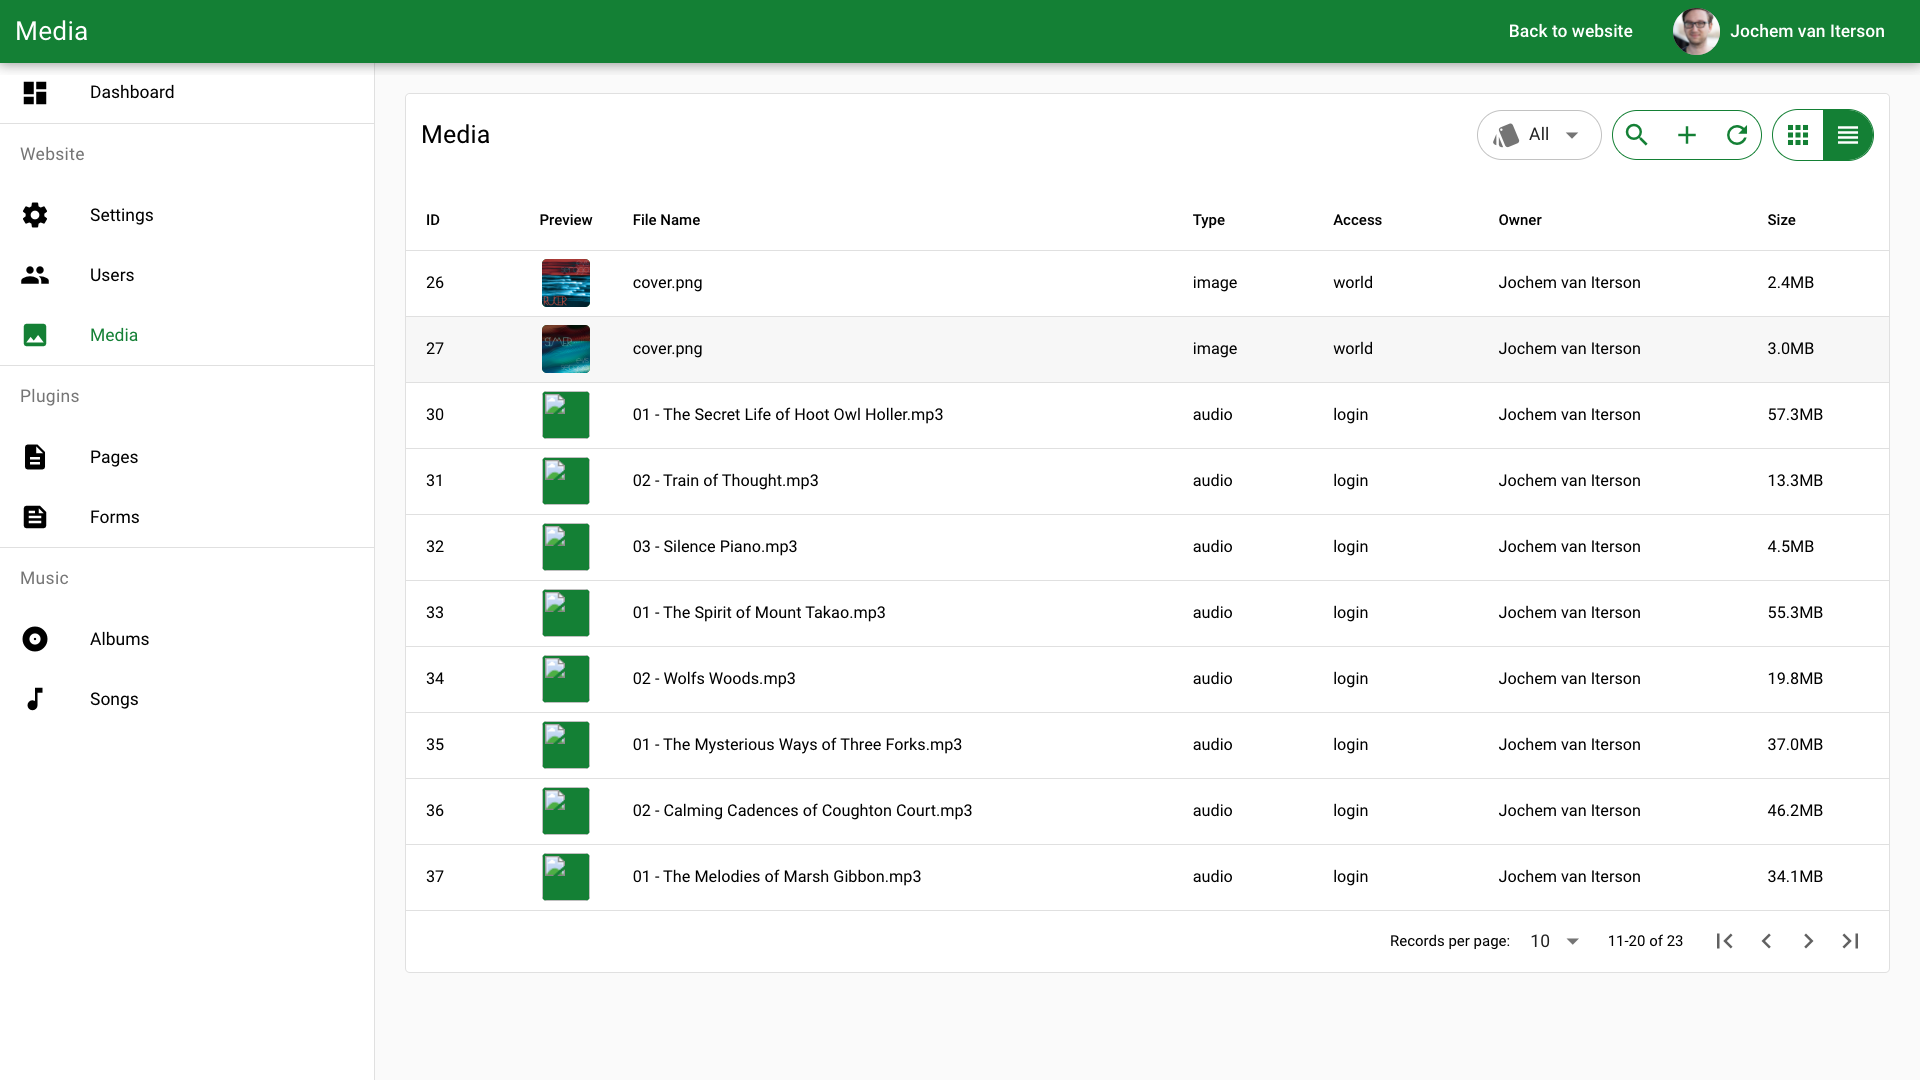 Media
Back to website
Jochem van Iterson
Dashboard
Website
Settings
Users
Media
Plugins
Pages
Forms
Music
Albums
Songs
Media
All
ID Preview File Name Type Access Owner Size
26 cover.png image world Jochem van Iterson 2.4MB
27 cover.png image world Jochem van Iterson 3.0MB
30 01 - The Secret Life of Hoot Owl Holler.mp3 audio login Jochem van Iterson 57.3MB
31 02 - Train of Thought.mp3 audio login Jochem van Iterson 13.3MB
32 03 - Silence Piano.mp3 audio login Jochem van Iterson 4.5MB
33 01 - The Spirit of Mount Takao.mp3 audio login Jochem van Iterson 55.3MB
34 02 - Wolfs Woods.mp3 audio login Jochem van Iterson 19.8MB
35 01 - The Mysterious Ways of Three Forks.mp3 audio login Jochem van Iterson 37.0MB
36 02 - Calming Cadences of Coughton Court.mp3 audio login Jochem van Iterson 46.2MB
37 01 - The Melodies of Marsh Gibbon.mp3 audio login Jochem van Iterson 34.1MB
Records per page: 10 11-20 of 23